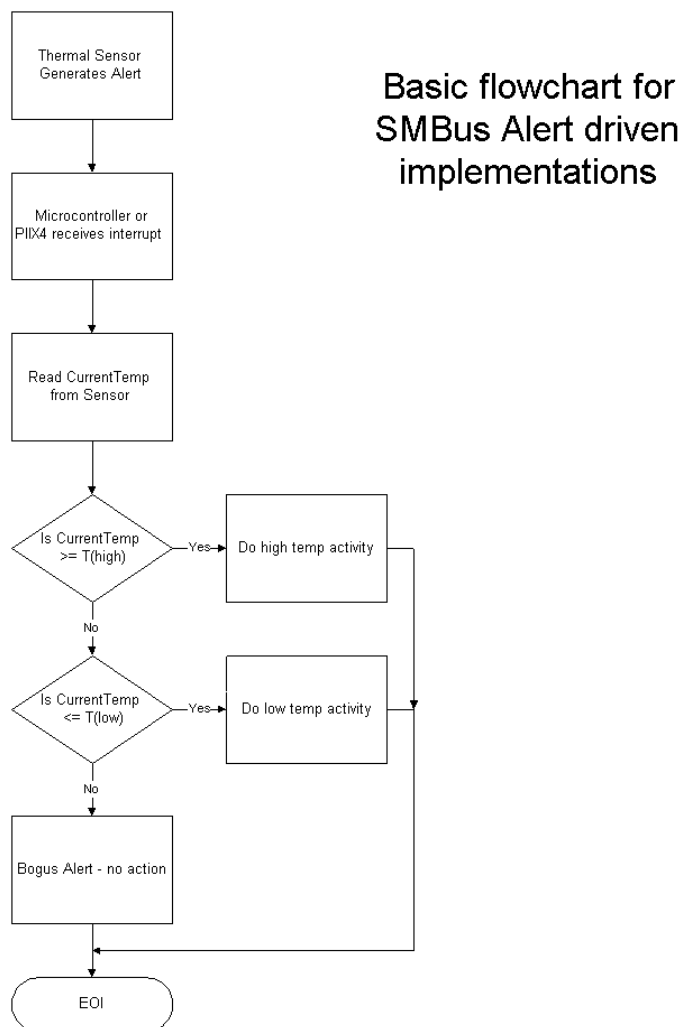 Thermal Sensor
Generates Alert
Basic flowchart for
SMBus Alert driven
implementations
Microcontroller or
PIIX4 receives interrupt
Read CurrentTemp
from Sensor
Is CurrentTemp
>= T(high)
Yes
Do high temp activity
No
Is CurrentTemp
<= T(low)
Yes
Do low temp activity
No
Bogus Alert - no action
EOI